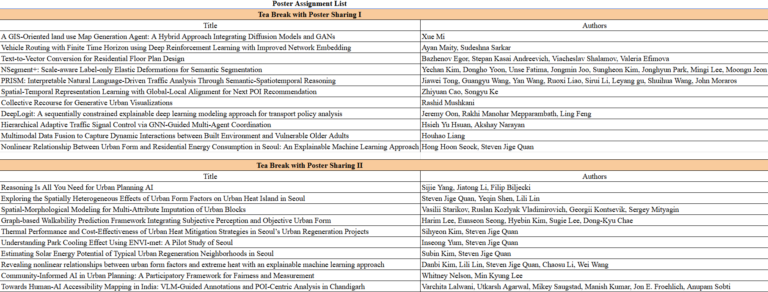 Poster Assignment List
Tea Break with Poster Sharing I
Title Authors
A GIS-Oriented land use Map Generation Agent: A Hybrid Approach Integrating Diffusion Models and GANs Xue Mi
Vehicle Routing with Finite Time Horizon using Deep Reinforcement Learning with Improved Network Embedding Ayan Maity, Sudeshna Sarkar
Text-to-Vector Conversion for Residential Floor Plan Design Bazhenov Egor, Stepan Kasai Andreevich, Viacheslav Shalamov, Valeria Efimova
NSegment+: Scale-aware Label-only Elastic Deformations for Semantic Segmentation Yechan Kim, Dongho Yoon, Unse Fatima, Jongmin Joo, Sungheon Kim, Jonghyun Park, Mingi Lee, Moongu Jeon
PRISM: Interpretable Natural Language-Driven Traffic Analysis Through Semantic-Spatiotemporal Reasoning Jiawei Tong, Guangyu Wang, Yan Wang, Ruoxi Liao, Sirui Li, Leyang gu, Shuihua Wang, John Moraros
Spatial-Temporal Representation Learning with Global-Local Alignment for Next POI Recommendation Zhiyuan Cao, Songyu Ke
Collective Recourse for Generative Urban Visualizations Rashid Mushkani
DeepLogit: A sequentially constrained explainable deep learning modeling approach for transport policy analysis Jeremy Oon, Rakhi Manohar Mepparambath, Ling Feng
Hierarchical Adaptive Traffic Signal Control via GNN-Guided Multi-Agent Coordination Hsieh Yu Hsuan, Akshay Narayan
Multimodal Data Fusion to Capture Dynamic Interactions between Built Environment and Vulnerable Older Adults Houhao Liang
Nonlinear Relationship Between Urban Form and Residential Energy Consumption in Seoul: An Explainable Machine Learning Approach Hong Hoon Seock, Steven Jige Quan
Tea Break with Poster Sharing II
Title Authors
Reasoning Is All You Need for Urban Planning AI Sijie Yang, Jiatong Li, Filip Biljecki
Exploring the Spatially Heterogeneous Effects of Urban Form Factors on Urban Heat Island in Seoul Steven Jige Quan, Yeqin Shen, Lili Lin
Spatial-Morphological Modeling for Multi-Attribute Imputation of Urban Blocks Vasilii Starikov, Ruslan Kozlyak Vladimirovich, Georgii Kontsevik, Sergey Mityagin
Graph-based Walkability Prediction Framework Integrating Subjective Perception and Objective Urban Form Harim Lee, Eunseon Seong, Hyebin Kim, Sugie Lee, Dong-Kyu Chae
Thermal Performance and Cost-Effectiveness of Urban Heat Mitigation Strategies in Seoul's Urban Regeneration Projects Sihyeon Kim, Steven Jige Quan
Understanding Park Cooling Effect Using ENVI-met: A Pilot Study of Seoul Inseong Yum, Steven Jige Quan
Estimating Solar Energy Potential of Typical Urban Regeneration Neighborhoods in Seoul Subin Kim, Steven Jige Quan
Revealing nonlinear relationships between urban form factors and extreme heat with an explainable machine learning approach Danbi Kim, Lili Lin, Steven Jige Quan, Chaosu Li, Wei Wang
Community-Informed AI in Urban Planning: A Participatory Framework for Fairness and Measurement Whitney Nelson, Min Kyung Lee
Towards Human-AI Accessibility Mapping in India: VLM-Guided Annotations and POI-Centric Analysis in Chandigarh Varchita Lalwani, Utkarsh Agarwal, Mikey Saugstad, Manish Kumar, Jon E. Froehlich, Anupam Sobti